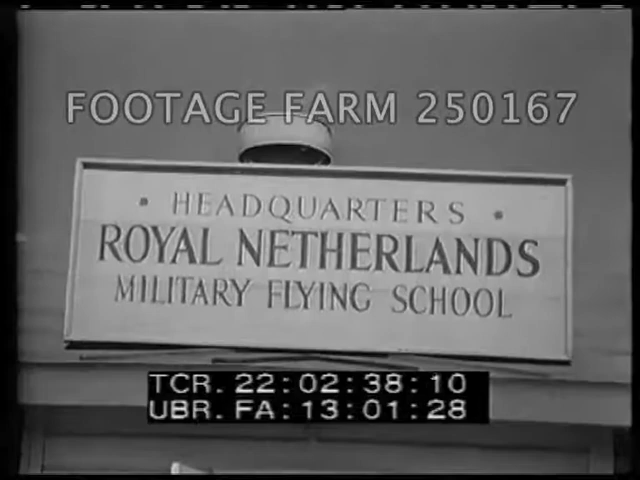 FOOTAGE FARM 250167
• HEADQUARTERS •
ROYAL NETHERLANDS
MILITARY FLYING SCHOOL
TCR. 22:02:38:10
UBR. FA:13:01:28